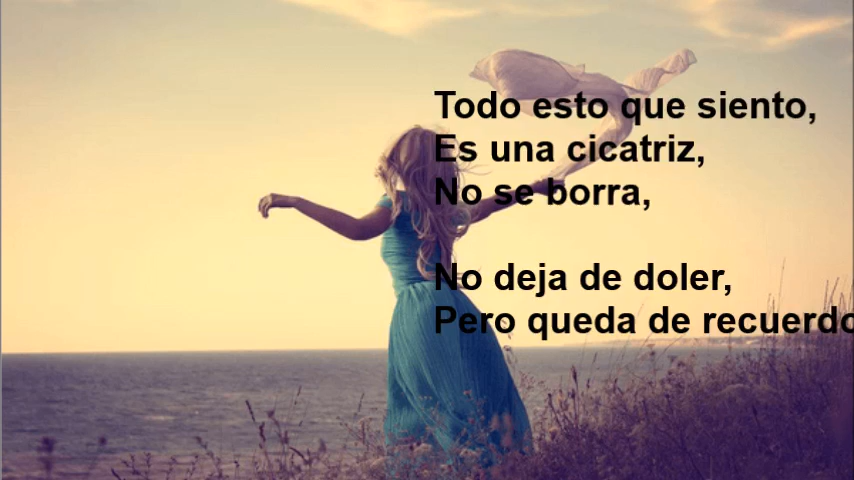 Todo esto que siento,
Es una cicatriz,
No se borra,
No deja de doler,
Pero queda de recuerdo